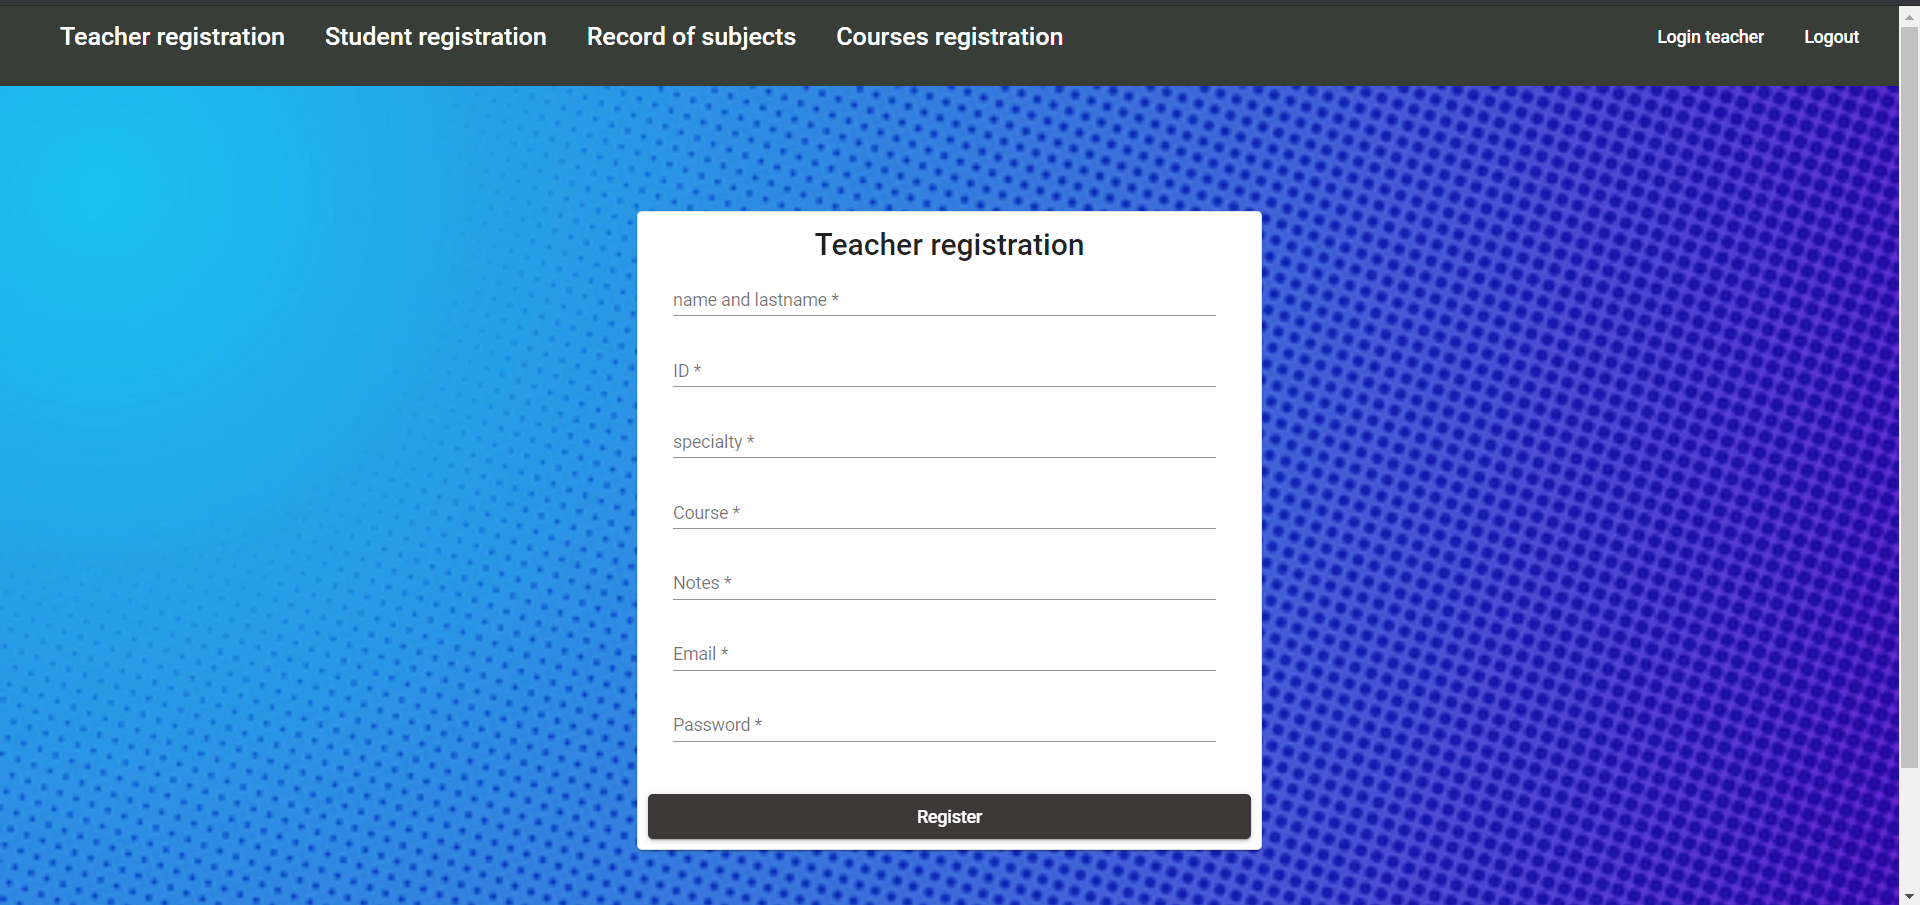 Teacher registration Student registration Record of subjects Courses registration Login teacher Logout
Teacher registration
name and lastname *
ID *
specialty *
Course *
Notes *
Email *
Password *
Register